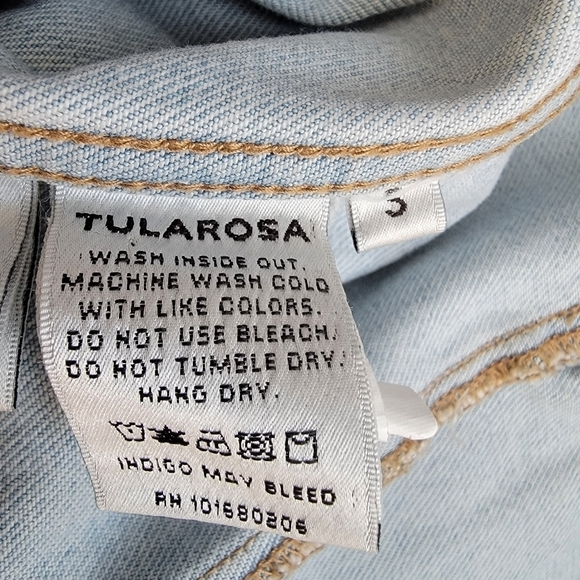 TULAROSA
WASH INSIDE OUT.
MACHINE WASH COLD
WITH LIKE COLORS.
DO NOT USE BLEACH.
DO NOT TUMBLE DRY.
HANG DRY.
INDIGO MAY BLEED
RN 101680206